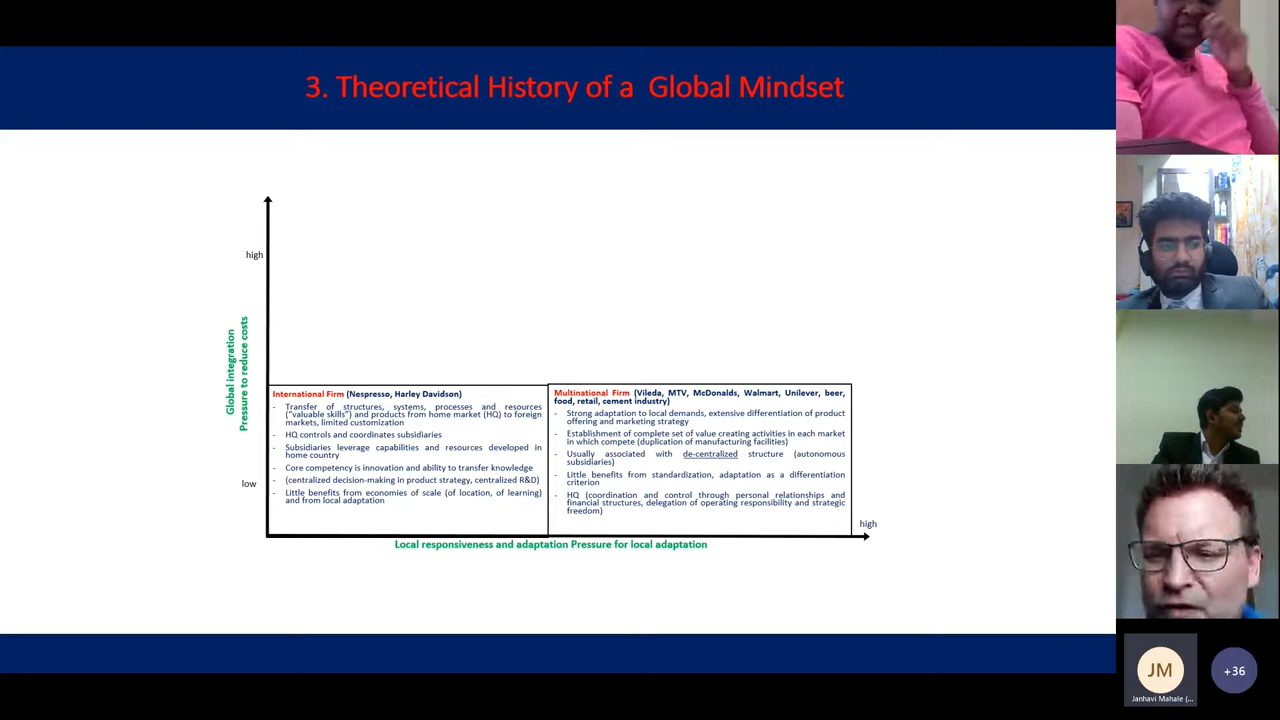 3. Theoretical History of a Global Mindset
high
Global integration
Pressure to reduce costs
low
International Firm (Nespresso, Harley Davidson)
- Transfer of structures, systems, processes and resources
("valuable skills") and products from home market (HQ) to foreign
markets, limited customization
- HQ controls and coordinates subsidiaries
- Subsidiaries leverage capabilities and resources developed in
home country
- Core competency is innovation and ability to transfer knowledge
- (centralized decision-making in product strategy, centralized R&D)
- Little benefits from economies of scale (of location, of learning)
and from local adaptation
Multinational Firm (Vileda, MTV, McDonalds, Walmart, Unilever, beer,
food, retail, cement industry)
- Strong adaptation to local demands, extensive differentiation of product
offering and marketing strategy
- Establishment of complete set of value creating activities in each market
in which compete (duplication of manufacturing facilities)
- Usually associated with de-centralized structure (autonomous
subsidiaries)
- Little benefits from standardization, adaptation as a differentiation
criterion
- HQ (coordination and control through personal relationships and
financial structures, delegation of operating responsibility and strategic
freedom)
high
Local responsiveness and adaptation Pressure for local adaptation
JM
Janhavi Mahale (...
+36